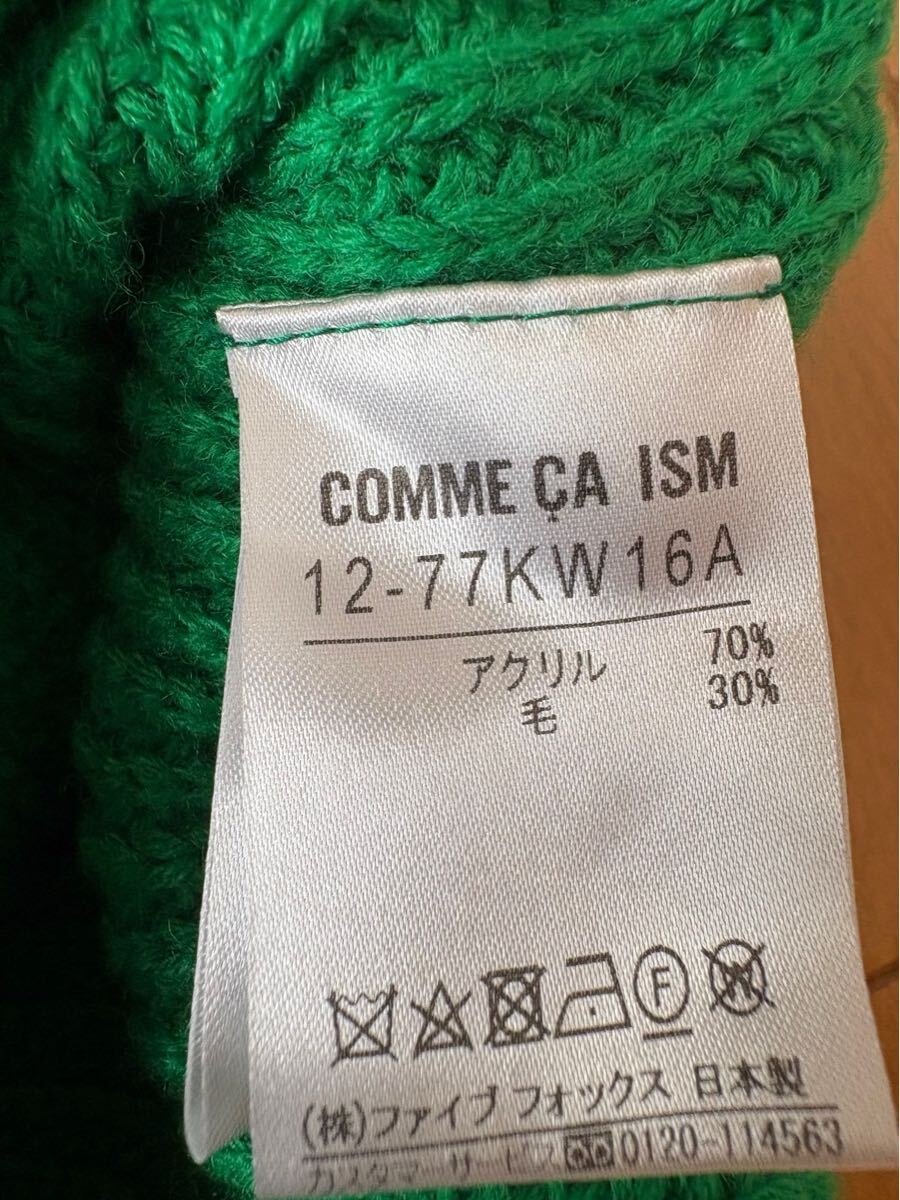 COMME ÇA ISM
12-77KW16A
アクリル 70%
毛 30%
F
W
(株)ファイブフォックス 日本製
カスタマーサービス 0120-114563